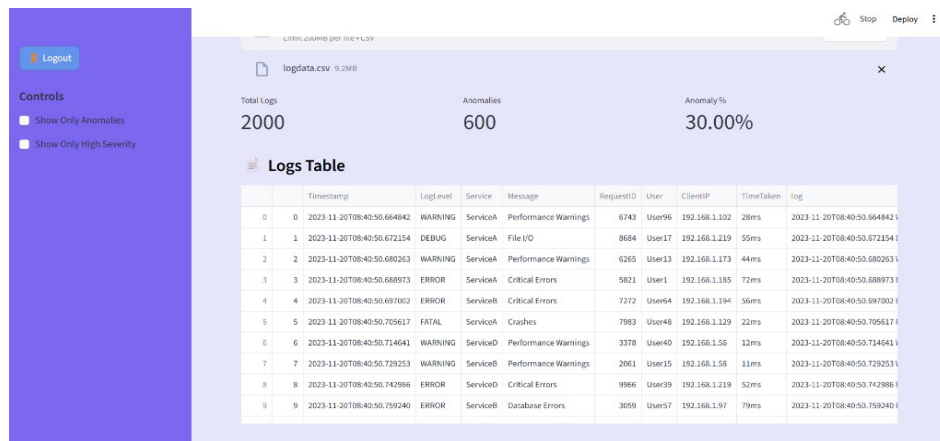 Stop Deploy
Logout
Limit 200MB per file • CSV
logdata.csv 9.2MB
Controls
Show Only Anomalies
Show Only High Severity
Total Logs Anomalies Anomaly %
2000 600 30.00%
Logs Table
Timestamp LogLevel Service Message RequestID User ClientIP TimeTaken log
0 0 2023-11-20T08:40:50.664842 WARNING ServiceA Performance Warnings 6743 User96 192.168.1.102 28ms 2023-11-20T08:40:50.664842
1 1 2023-11-20T08:40:50.672154 DEBUG ServiceA File I/O 8684 User17 192.168.1.219 55ms 2023-11-20T08:40:50.672154
2 2 2023-11-20T08:40:50.680263 WARNING ServiceA Performance Warnings 6265 User13 192.168.1.173 44ms 2023-11-20T08:40:50.680263
3 3 2023-11-20T08:40:50.688973 ERROR ServiceA Critical Errors 5821 User1 192.168.1.185 72ms 2023-11-20T08:40:50.688973
4 4 2023-11-20T08:40:50.697002 ERROR ServiceB Critical Errors 7272 User64 192.168.1.194 56ms 2023-11-20T08:40:50.697002
5 5 2023-11-20T08:40:50.705617 FATAL ServiceA Crashes 7983 User48 192.168.1.129 22ms 2023-11-20T08:40:50.705617
6 6 2023-11-20T08:40:50.714641 WARNING ServiceD Performance Warnings 3378 User40 192.168.1.56 12ms 2023-11-20T08:40:50.714641
7 7 2023-11-20T08:40:50.729253 WARNING ServiceB Performance Warnings 2061 User15 192.168.1.58 11ms 2023-11-20T08:40:50.729253
8 8 2023-11-20T08:40:50.742986 ERROR ServiceD Critical Errors 9966 User39 192.168.1.219 52ms 2023-11-20T08:40:50.742986
9 9 2023-11-20T08:40:50.759240 ERROR ServiceB Database Errors 3059 User57 192.168.1.97 79ms 2023-11-20T08:40:50.759240